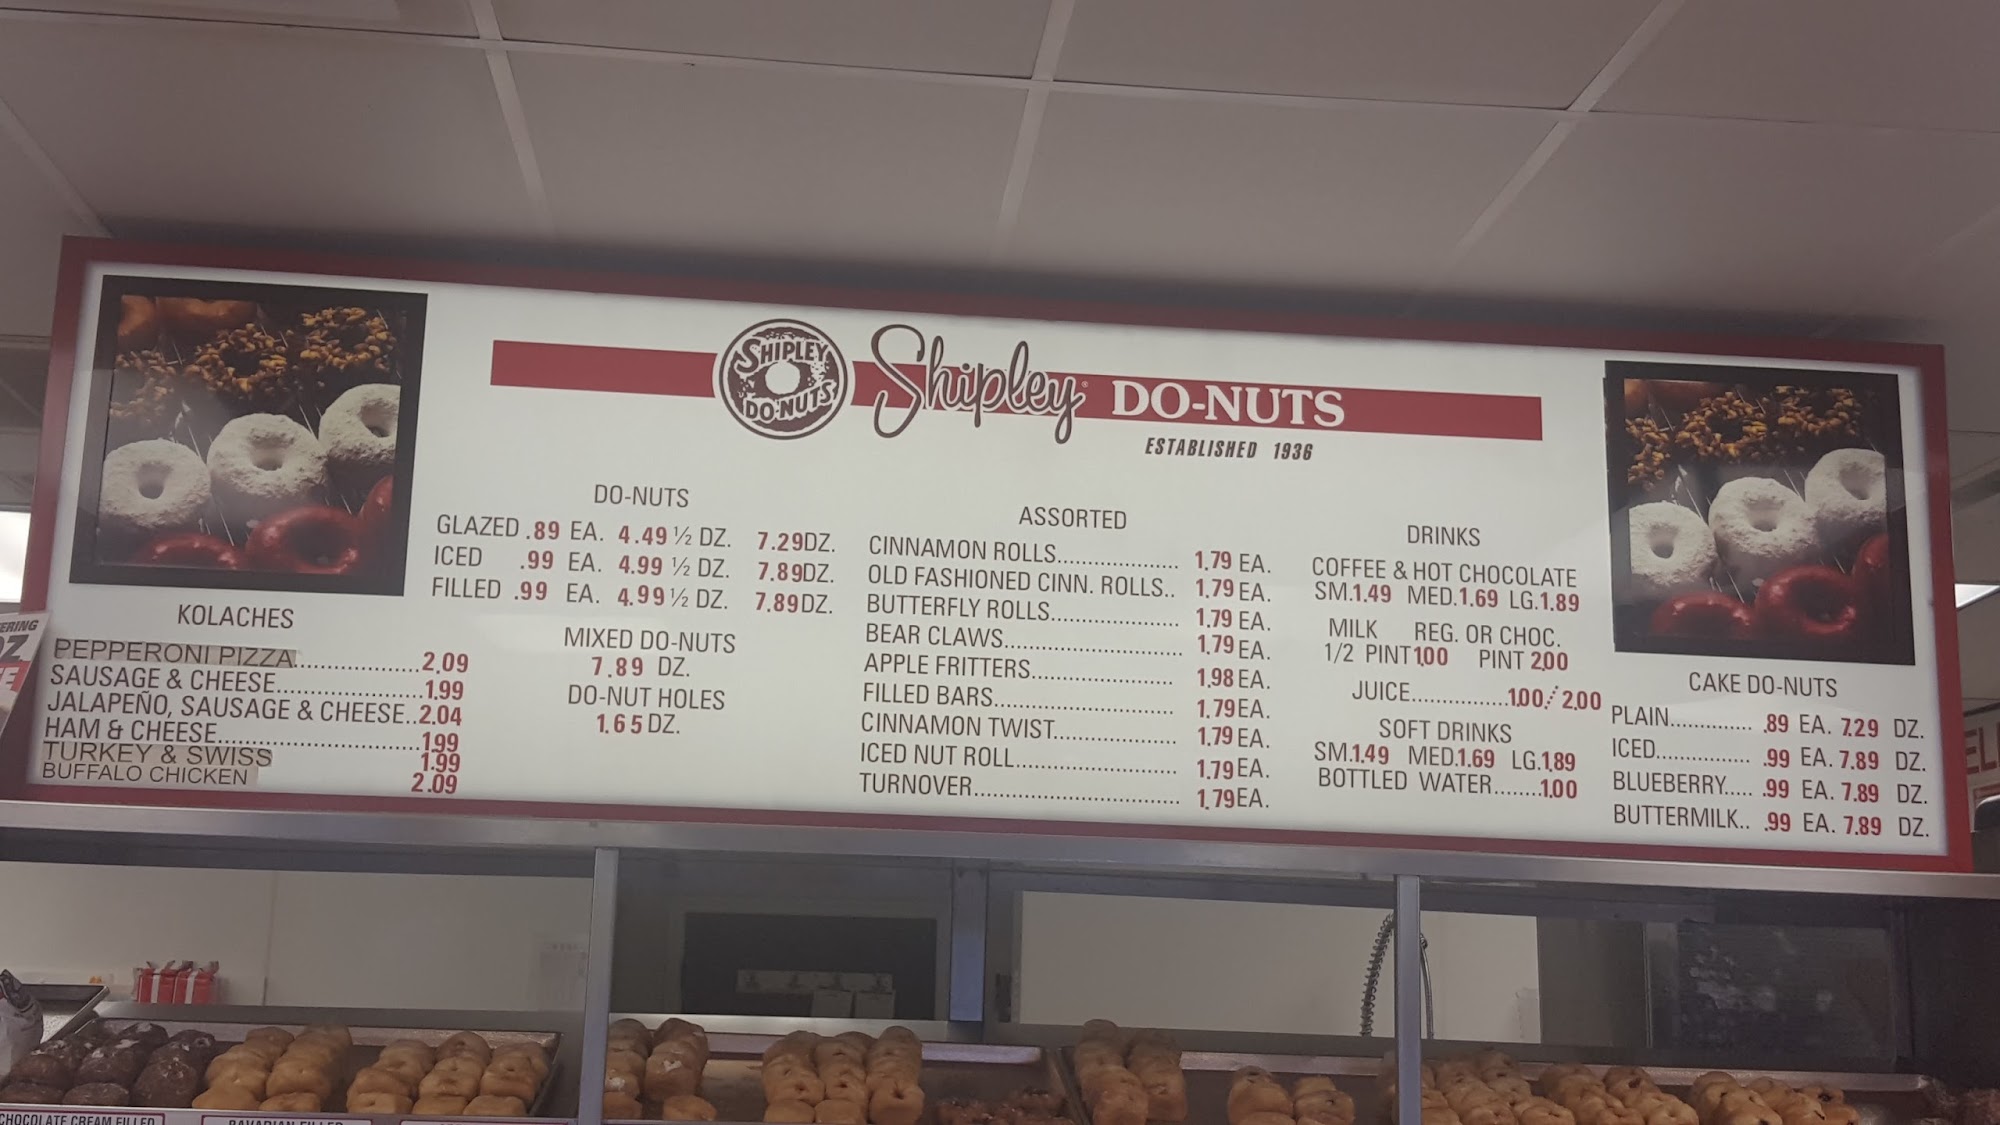 SHIPLEY
DO-NUTS
Shipley® DO-NUTS
ESTABLISHED 1936
KOLACHES
PEPPERONI PIZZA....................2.09
SAUSAGE & CHEESE.......................1.99
JALAPEÑO, SAUSAGE & CHEESE..2.04
HAM & CHEESE................................1.99
TURKEY & SWISS 1.99
BUFFALO CHICKEN 2.09
DO-NUTS
GLAZED .89 EA. 4.49 ½ DZ. 7.29 DZ.
ICED .99 EA. 4.99 ½ DZ. 7.89 DZ.
FILLED .99 EA. 4.99 ½ DZ. 7.89 DZ.
MIXED DO-NUTS
7.89 DZ.
DO-NUT HOLES
1.65 DZ.
ASSORTED
CINNAMON ROLLS.................... 1.79 EA.
OLD FASHIONED CINN. ROLLS.. 1.79 EA.
BUTTERFLY ROLLS..................... 1.79 EA.
BEAR CLAWS............................. 1.79 EA.
APPLE FRITTERS....................... 1.98 EA.
FILLED BARS............................. 1.79 EA.
CINNAMON TWIST.................... 1.79 EA.
ICED NUT ROLL.......................... 1.79 EA.
TURNOVER................................. 1.79 EA.
DRINKS
COFFEE & HOT CHOCOLATE
SM.1.49 MED.1.69 LG.1.89
MILK REG. OR CHOC.
1/2 PINT 1.00 PINT 2.00
JUICE................1.00 / 2.00
SOFT DRINKS
SM.1.49 MED.1.69 LG.1.89
BOTTLED WATER........1.00
CAKE DO-NUTS
PLAIN............. .89 EA. 7.29 DZ.
ICED............... .99 EA. 7.89 DZ.
BLUEBERRY..... .99 EA. 7.89 DZ.
BUTTERMILK.. .99 EA. 7.89 DZ.
CHOCOLATE CREAM FILLED
BAVARIAN FILLED